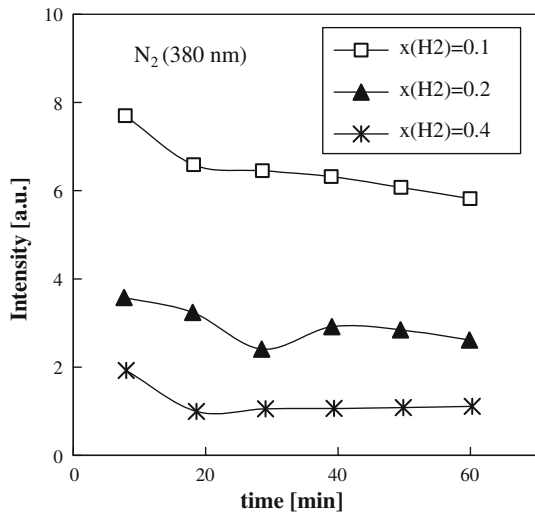 10
8
6
4
2
0
0
20
40
60
Intensity [a.u.]
time [min]
N₂ (380 nm)
x(H2)=0.1
x(H2)=0.2
x(H2)=0.4